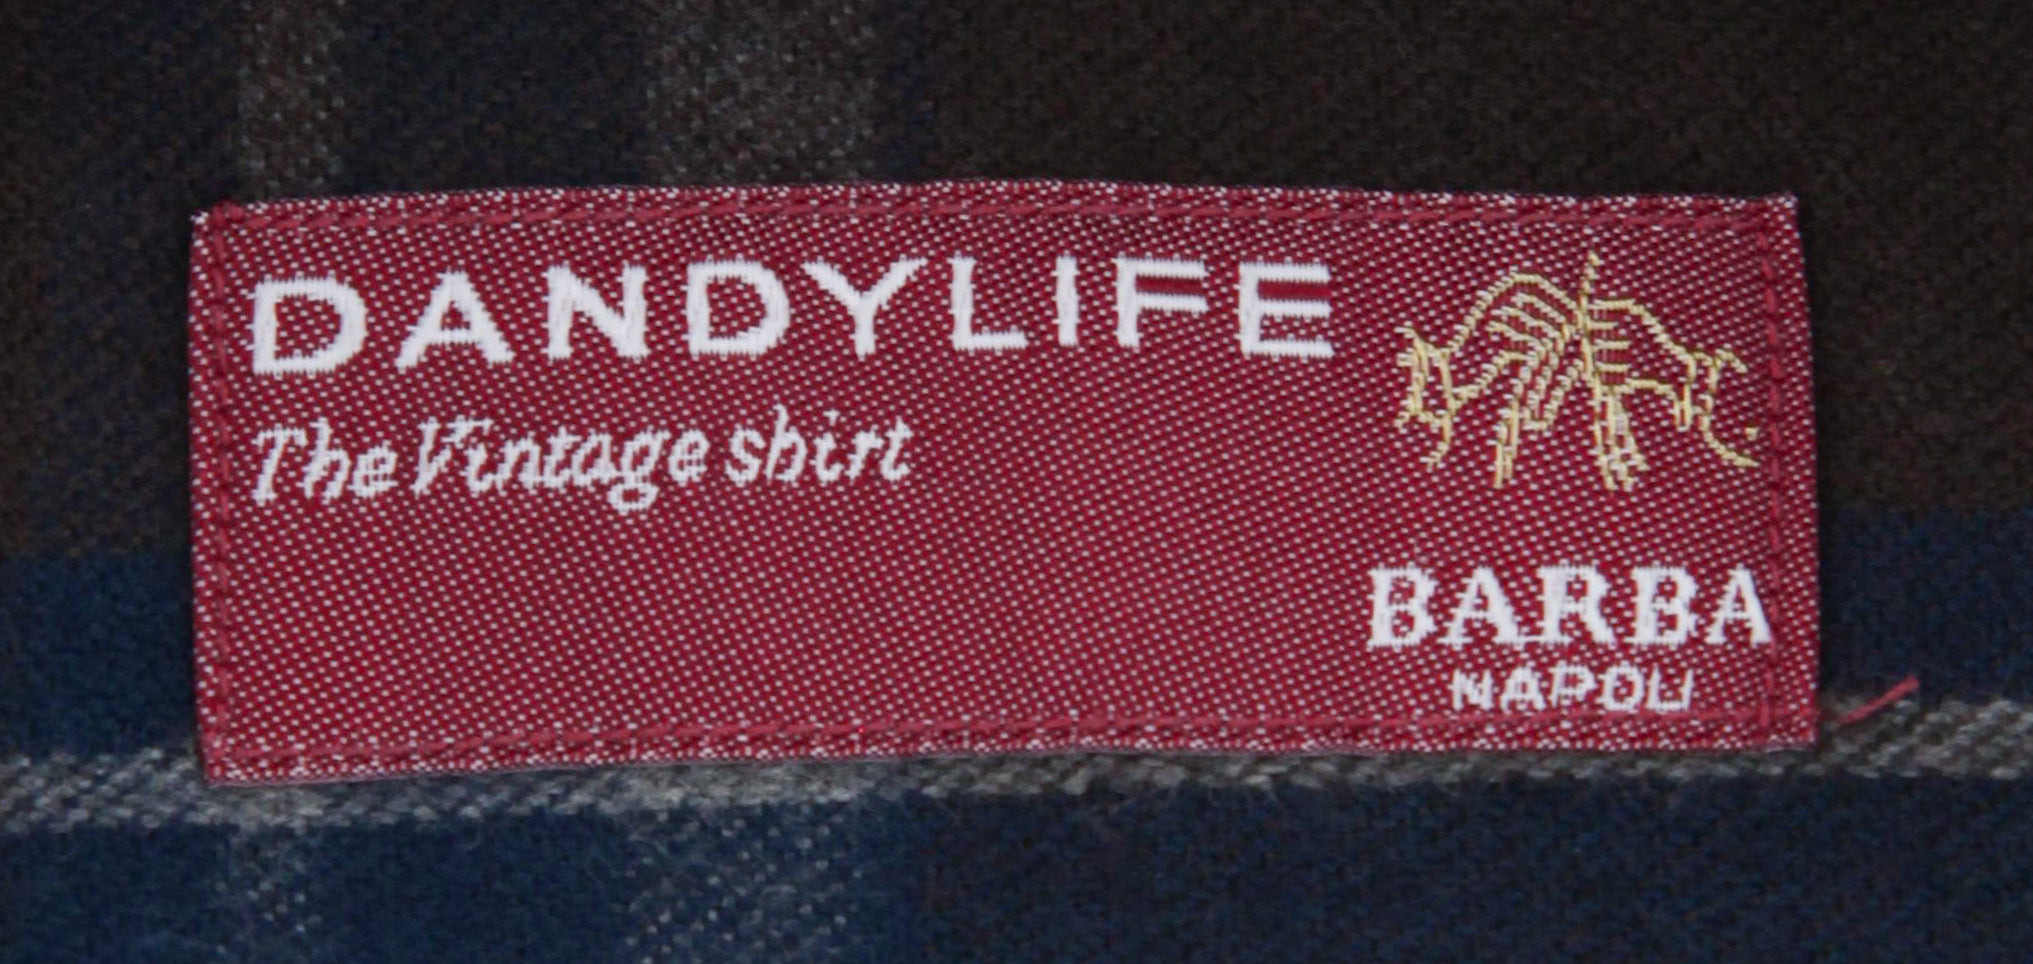 DANDYLIFE
The Vintage shirt
BARBA
NAPOLI